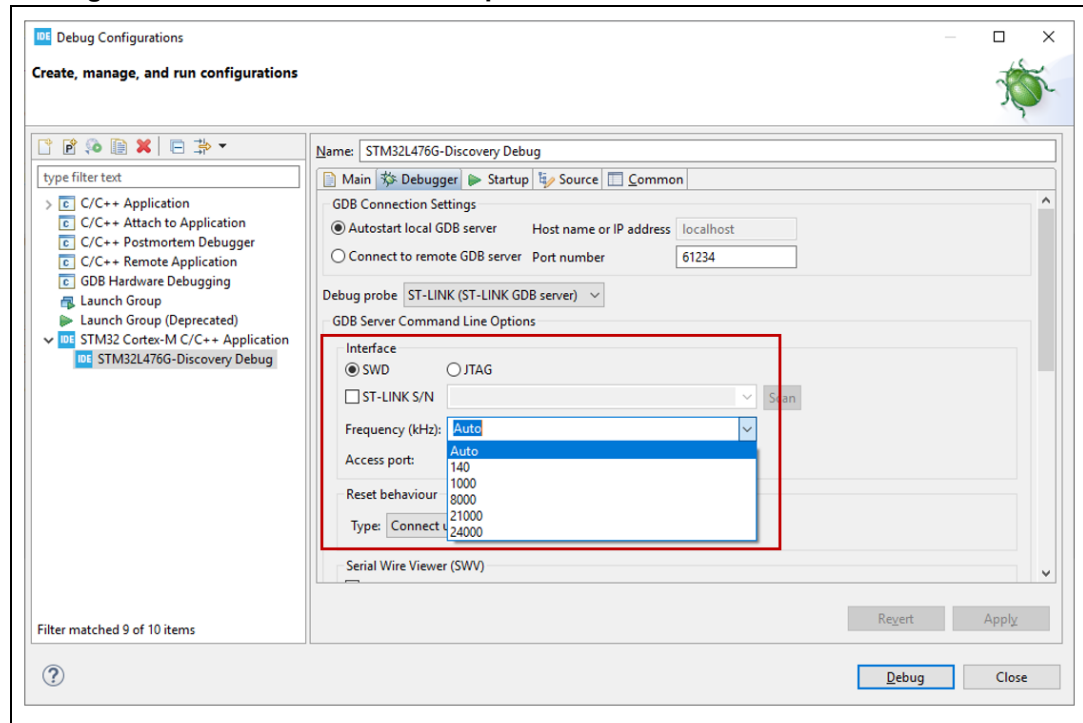 IDE Debug Configurations
Create, manage, and run configurations
type filter text
C/C++ Application
C/C++ Attach to Application
C/C++ Postmortem Debugger
C/C++ Remote Application
GDB Hardware Debugging
Launch Group
Launch Group (Deprecated)
IDE STM32 Cortex-M C/C++ Application
IDE STM32L476G-Discovery Debug
Filter matched 9 of 10 items
Name: STM32L476G-Discovery Debug
Main Debugger Startup Source Common
GDB Connection Settings
Autostart local GDB server Host name or IP address localhost
Connect to remote GDB server Port number 61234
Debug probe ST-LINK (ST-LINK GDB server)
GDB Server Command Line Options
Interface
SWD JTAG
ST-LINK S/N Scan
Frequency (kHz): Auto
Auto
140
1000
8000
21000
24000
Access port:
Reset behaviour
Type: Connect
Serial Wire Viewer (SWV)
Revert Apply
? Debug Close